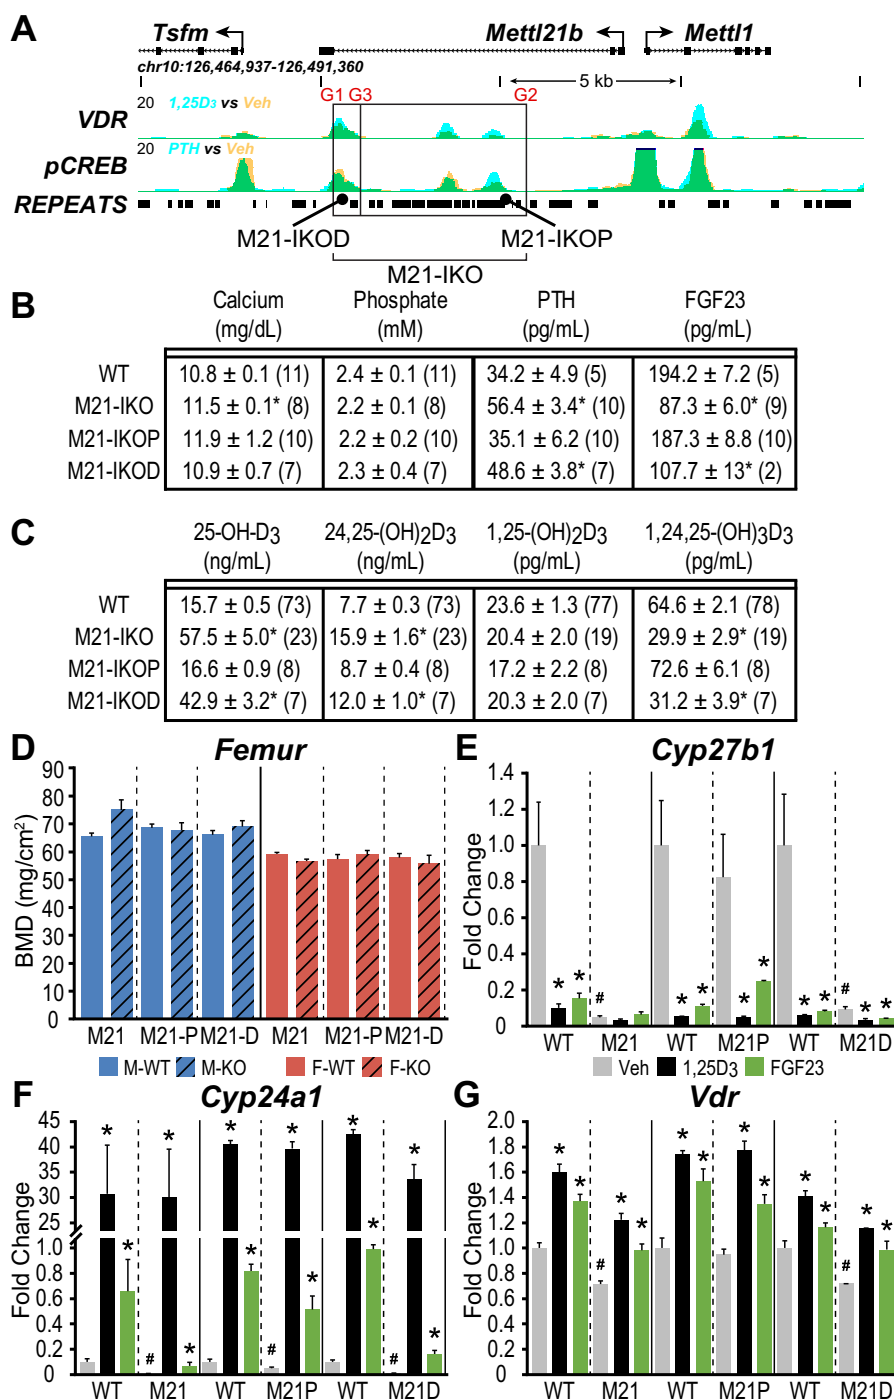 A
Tsfm Mettl21b Mettl1
chr10:126,464,937-126,491,360
5 kb
20 1,25D3 vs Veh G1 G3 G2
VDR
20 PTH vs Veh
pCREB
REPEATS
M21-IKOD M21-IKOP
M21-IKO
B
Calcium Phosphate PTH FGF23
(mg/dL) (mM) (pg/mL) (pg/mL)
WT 10.8 ± 0.1 (11) 2.4 ± 0.1 (11) 34.2 ± 4.9 (5) 194.2 ± 7.2 (5)
M21-IKO 11.5 ± 0.1* (8) 2.2 ± 0.1 (8) 56.4 ± 3.4* (10) 87.3 ± 6.0* (9)
M21-IKOP 11.9 ± 1.2 (10) 2.2 ± 0.2 (10) 35.1 ± 6.2 (10) 187.3 ± 8.8 (10)
M21-IKOD 10.9 ± 0.7 (7) 2.3 ± 0.4 (7) 48.6 ± 3.8* (7) 107.7 ± 13* (2)
C
25-OH-D3 24,25-(OH)2D3 1,25-(OH)2D3 1,24,25-(OH)3D3
(ng/mL) (ng/mL) (pg/mL) (pg/mL)
WT 15.7 ± 0.5 (73) 7.7 ± 0.3 (73) 23.6 ± 1.3 (77) 64.6 ± 2.1 (78)
M21-IKO 57.5 ± 5.0* (23) 15.9 ± 1.6* (23) 20.4 ± 2.0 (19) 29.9 ± 2.9* (19)
M21-IKOP 16.6 ± 0.9 (8) 8.7 ± 0.4 (8) 17.2 ± 2.2 (8) 72.6 ± 6.1 (8)
M21-IKOD 42.9 ± 3.2* (7) 12.0 ± 1.0* (7) 20.3 ± 2.0 (7) 31.2 ± 3.9* (7)
D Femur
BMD (mg/cm2)
90
80
70
60
50
40
30
20
10
0
M21 M21-P M21-D M21 M21-P M21-D
M-WT M-KO F-WT F-KO
E Cyp27b1
Fold Change
1.4
1.2
1.0
0.8
0.6
0.4
0.2
0
* * # * * * * * * # * *
WT M21 WT M21P WT M21D
Veh 1,25D3 FGF23
F Cyp24a1
Fold Change
45
40
35
30
25
1.0
0.8
0.6
0.4
0.2
0
* * # * * * * # * * * * # * *
WT M21 WT M21P WT M21D
G Vdr
Fold Change
2.0
1.8
1.6
1.4
1.2
1.0
0.8
0.6
0.4
0.2
0
* * # * * * * * * * * # * *
WT M21 WT M21P WT M21D